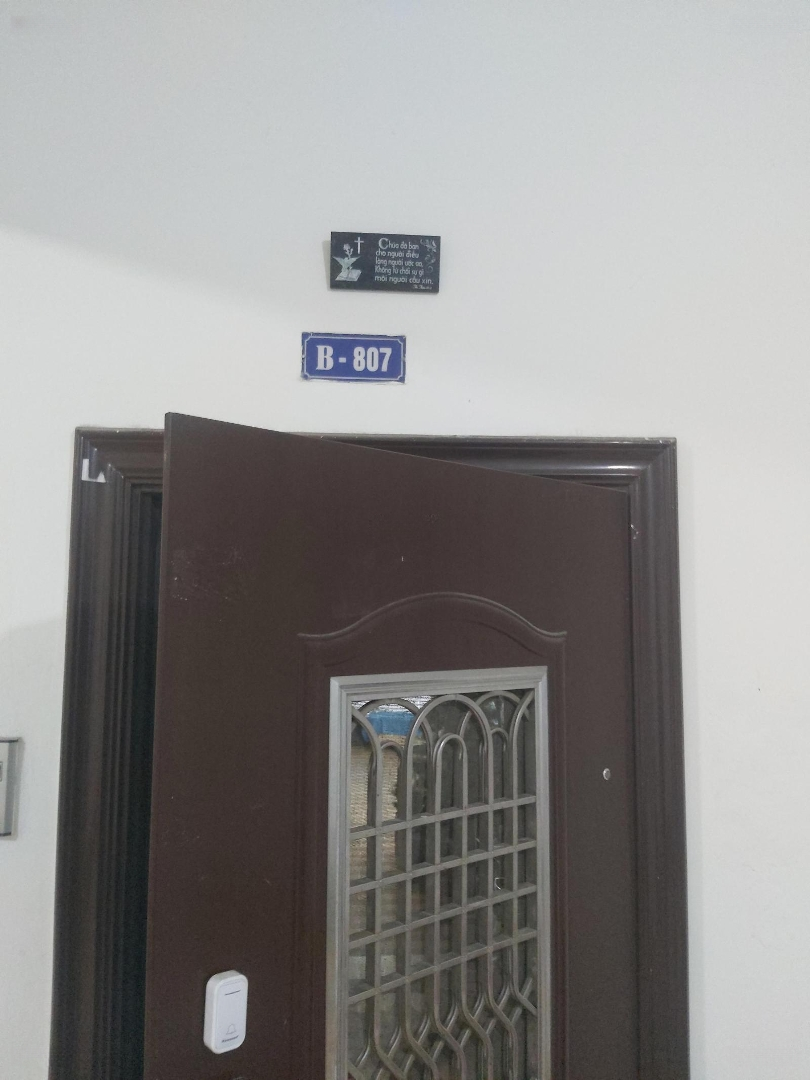 Chúa đã ban
cho người điều
lòng người ước ao.
Không từ chối sự gì
môi người cầu xin.
B - 807